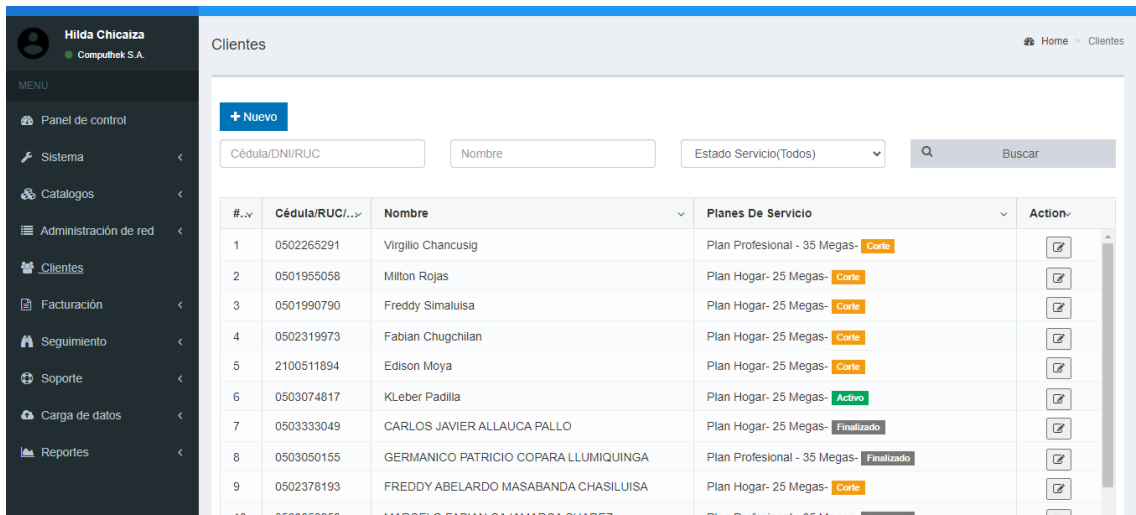 Hilda Chicaiza
Computhek S.A.
MENU
Panel de control
Sistema
Catalogos
Administración de red
Clientes
Facturación
Seguimiento
Soporte
Carga de datos
Reportes
Clientes
Home > Clientes
+ Nuevo
Cédula/DNI/RUC Nombre Estado Servicio(Todos) Buscar
#.. Cédula/RUC/... Nombre Planes De Servicio Action
1 0502265291 Virgilio Chancusig Plan Profesional - 35 Megas- Corte
2 0501955058 Milton Rojas Plan Hogar- 25 Megas- Corte
3 0501990790 Freddy Simaluisa Plan Hogar- 25 Megas- Corte
4 0502319973 Fabian Chugchilan Plan Hogar- 25 Megas- Corte
5 2100511894 Edison Moya Plan Hogar- 25 Megas- Corte
6 0503074817 KLeber Padilla Plan Hogar- 25 Megas- Activo
7 0503333049 CARLOS JAVIER ALLAUCA PALLO Plan Hogar- 25 Megas- Finalizado
8 0503050155 GERMANICO PATRICIO COPARA LLUMIQUINGA Plan Profesional - 35 Megas- Finalizado
9 0502378193 FREDDY ABELARDO MASABANDA CHASILUISA Plan Hogar- 25 Megas- Corte